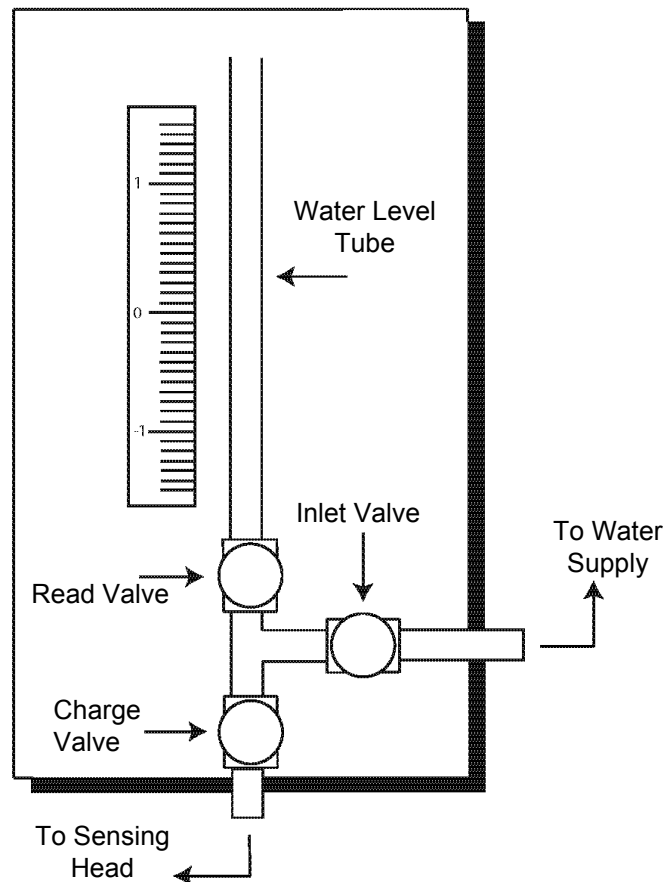 1
Water Level
Tube
0
-1
Inlet Valve
To Water
Supply
Read Valve
Charge
Valve
To Sensing
Head